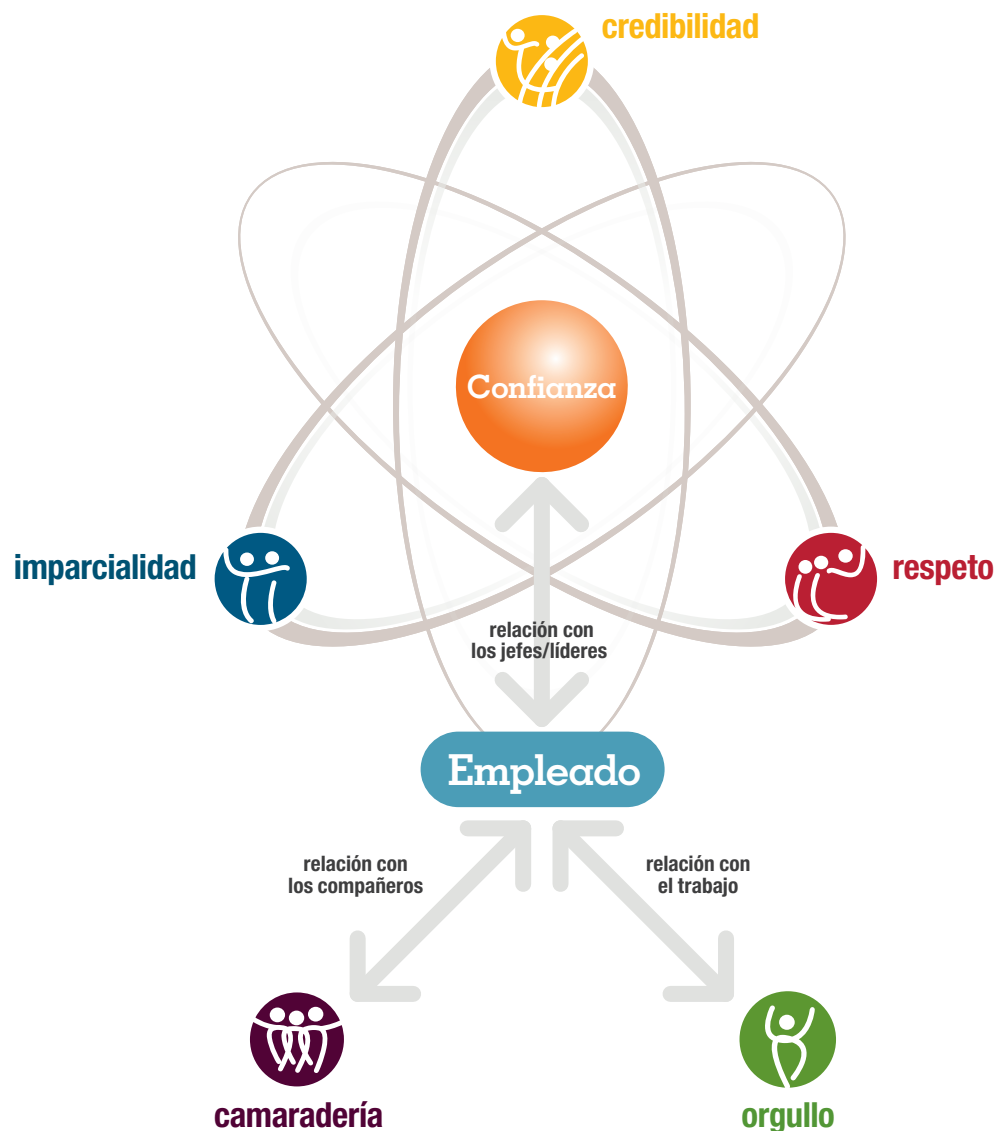 credibilidad
Confianza
imparcialidad
respeto
relación con
los jefes/líderes
Empleado
relación con
los compañeros
relación con
el trabajo
camaradería
orgullo